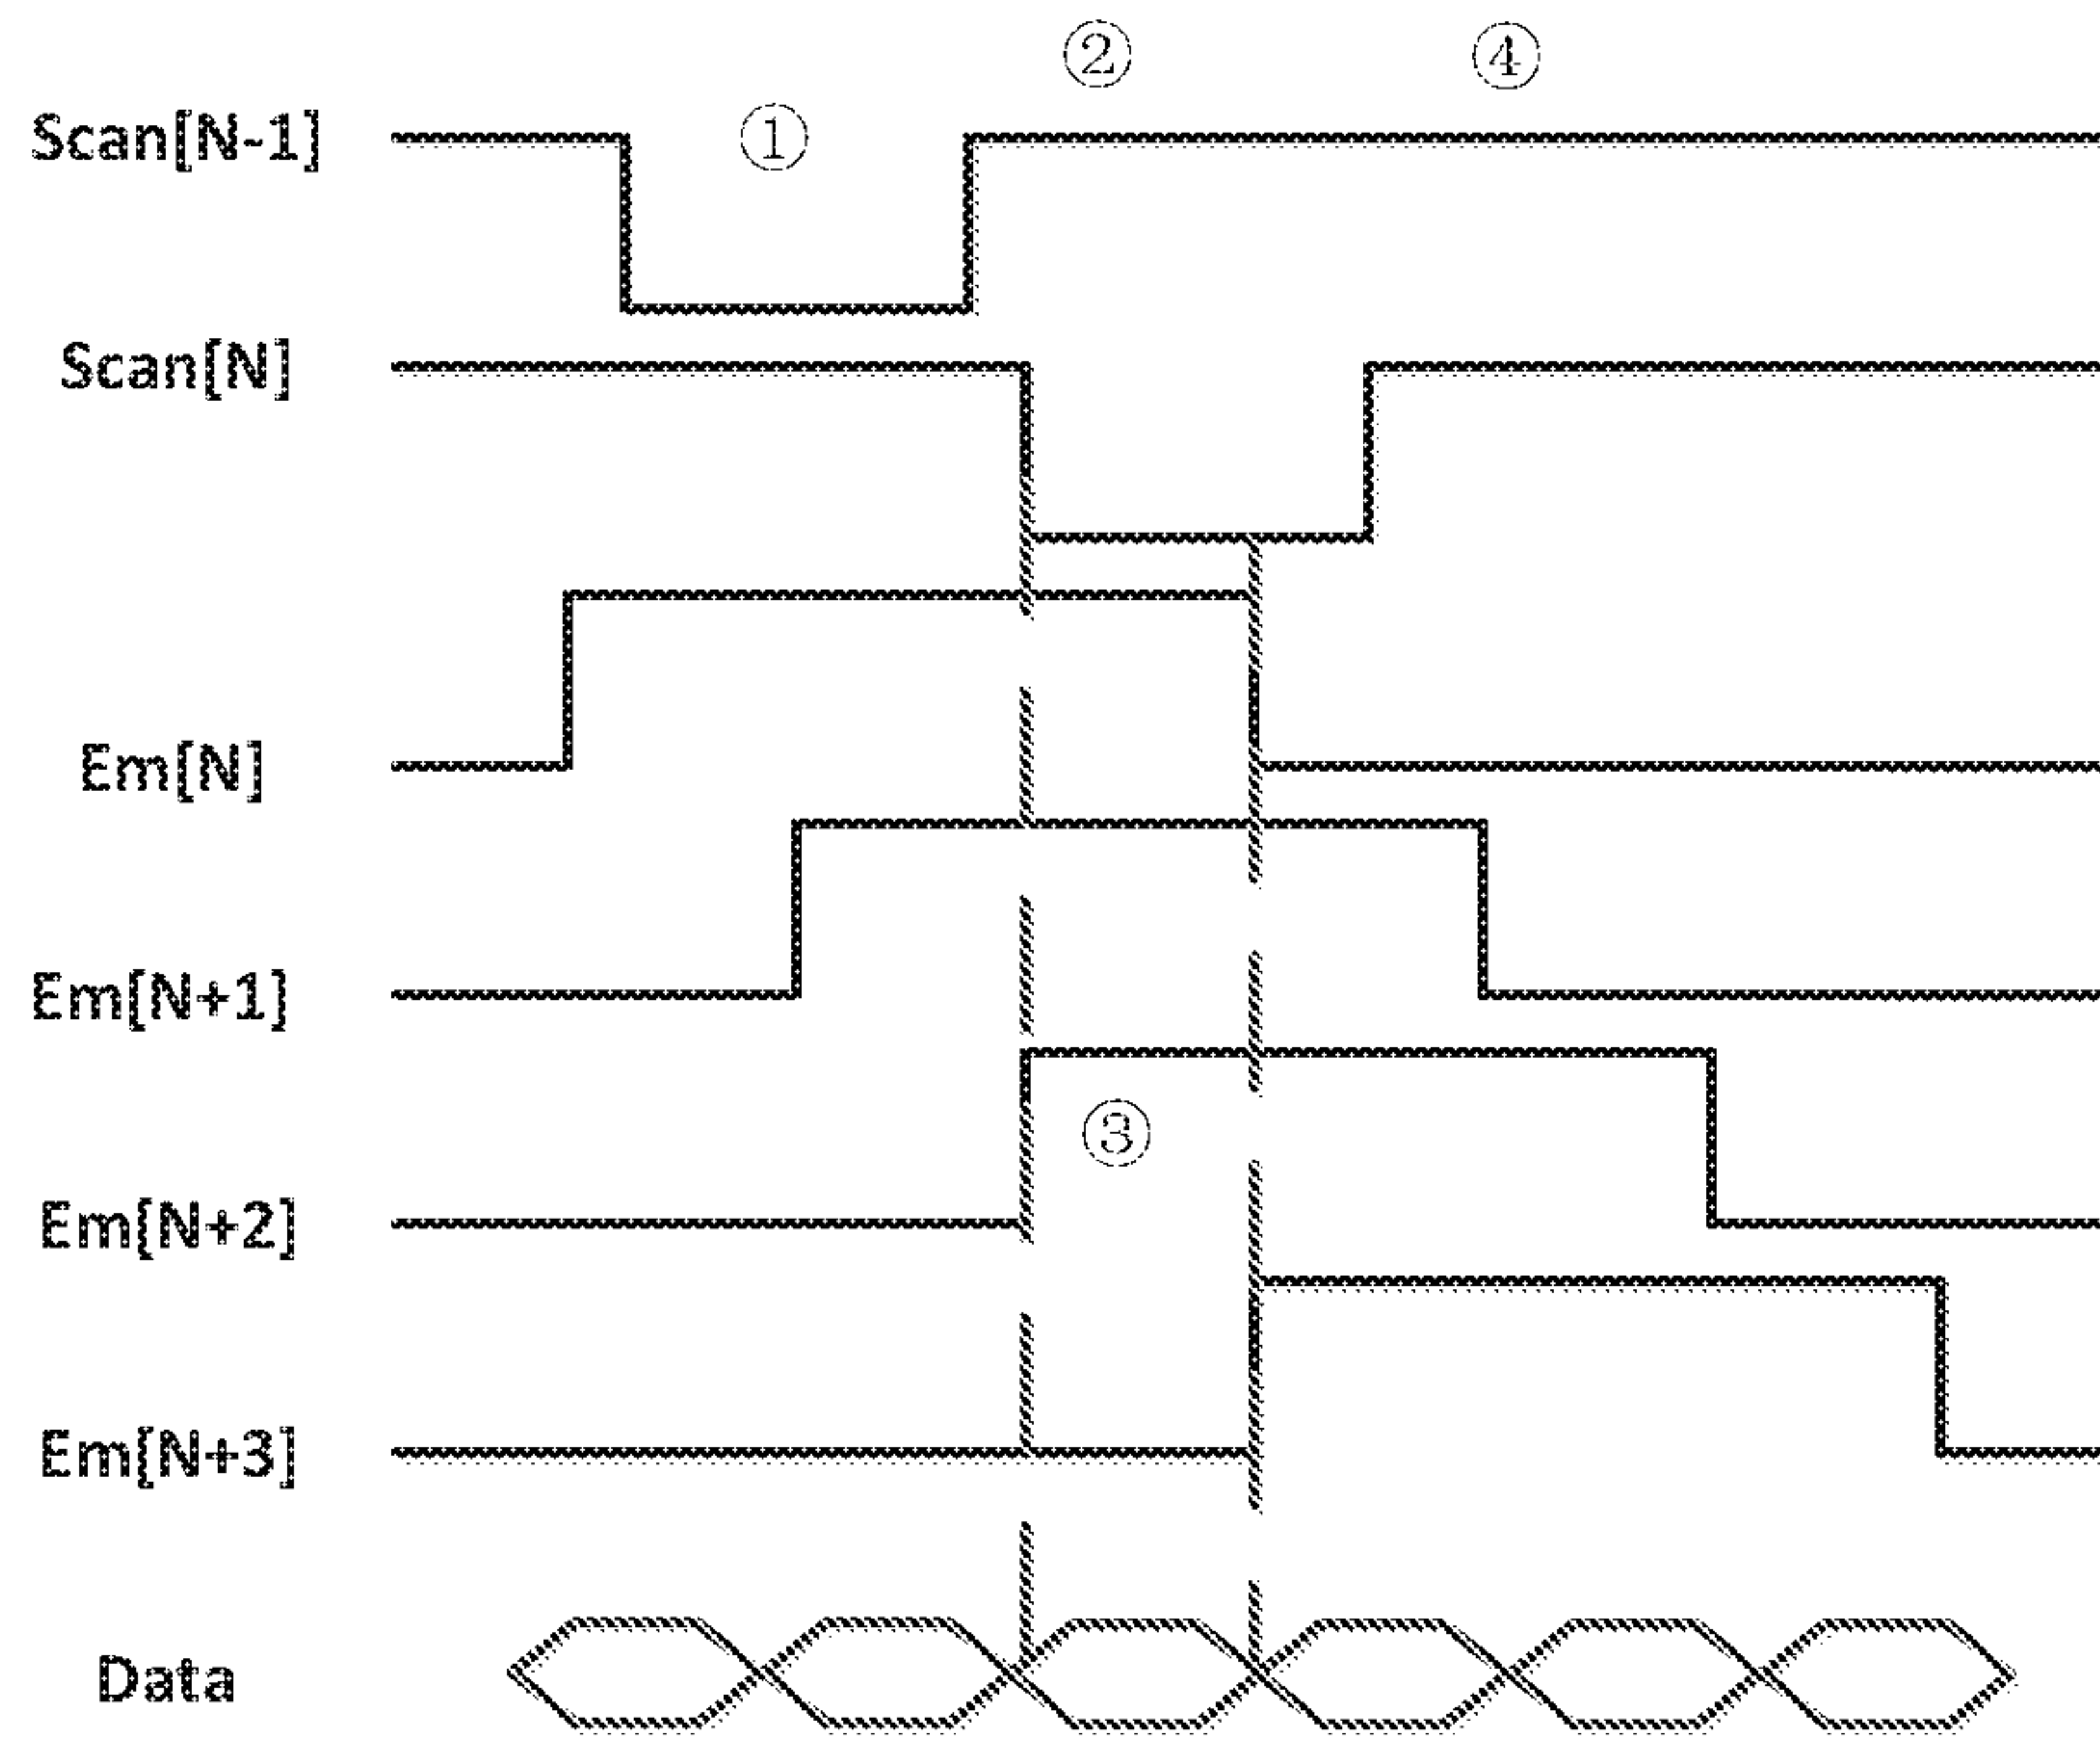 ② ④
Scan[N-1] ①
Scan[N]
Em[N]
Em[N+1]
③
Em[N+2]
Em[N+3]
Data